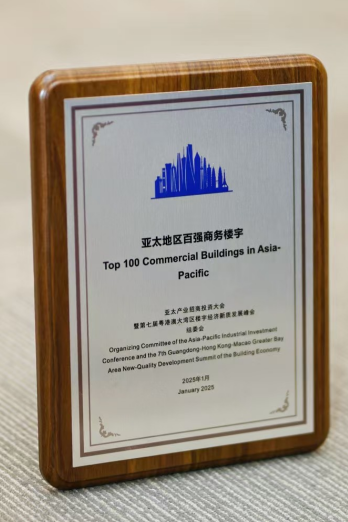 亚太地区百强商务楼宇
Top 100 Commercial Buildings in Asia-
Pacific
亚太产业招商投资大会
暨第七届粤港澳大湾区楼宇经济新质发展峰会
组委会
Organizing Committee of the Asia-Pacific Industrial Investment
Conference and the 7th Guangdong-Hong Kong-Macao Greater Bay
Area New-Quality Development Summit of the Building Economy
2025年1月
January 2025